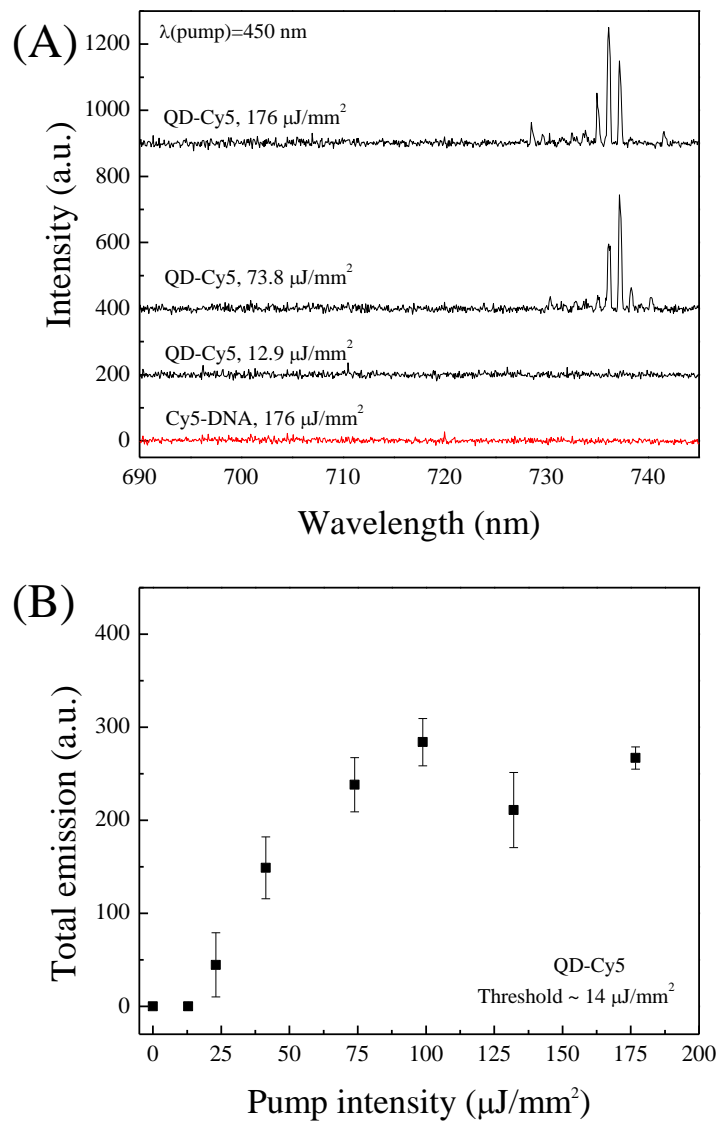 (A)
λ(pump)=450 nm
QD-Cy5, 176 μJ/mm²
QD-Cy5, 73.8 μJ/mm²
QD-Cy5, 12.9 μJ/mm²
Cy5-DNA, 176 μJ/mm²
Intensity (a.u.)
1200
1000
800
600
400
200
0
690 700 710 720 730 740
Wavelength (nm)
(B)
Total emission (a.u.)
400
300
200
100
0
QD-Cy5
Threshold ~ 14 μJ/mm²
0 25 50 75 100 125 150 175 200
Pump intensity (μJ/mm²)